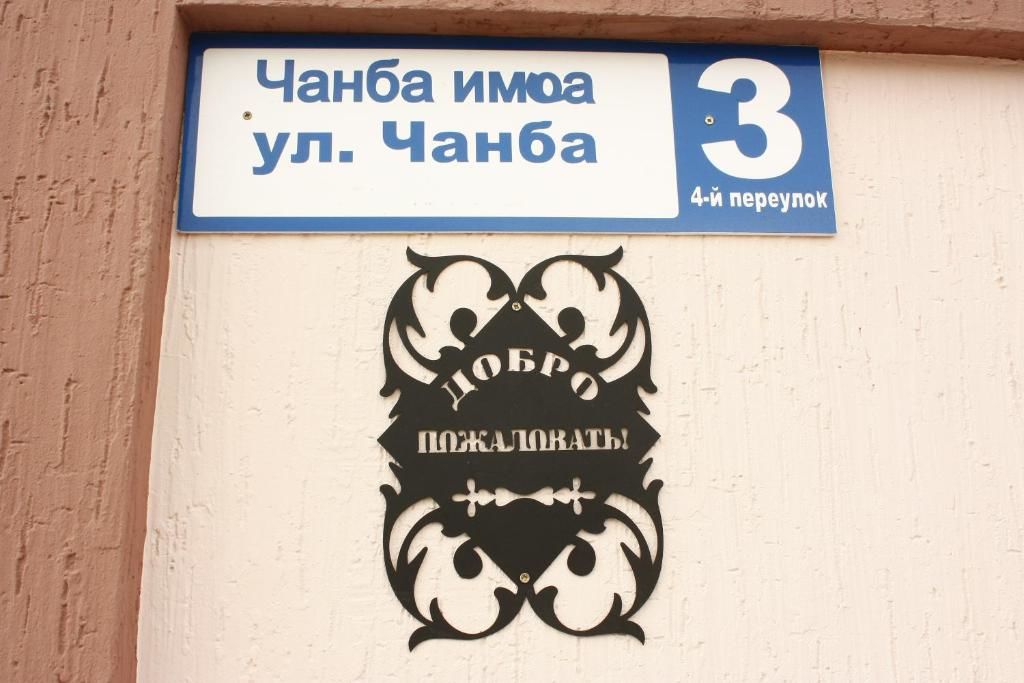 Чанба имҩа
ул. Чанба
3
4-й переулок
ДОБРО
ПОЖАЛОВАТЬ!